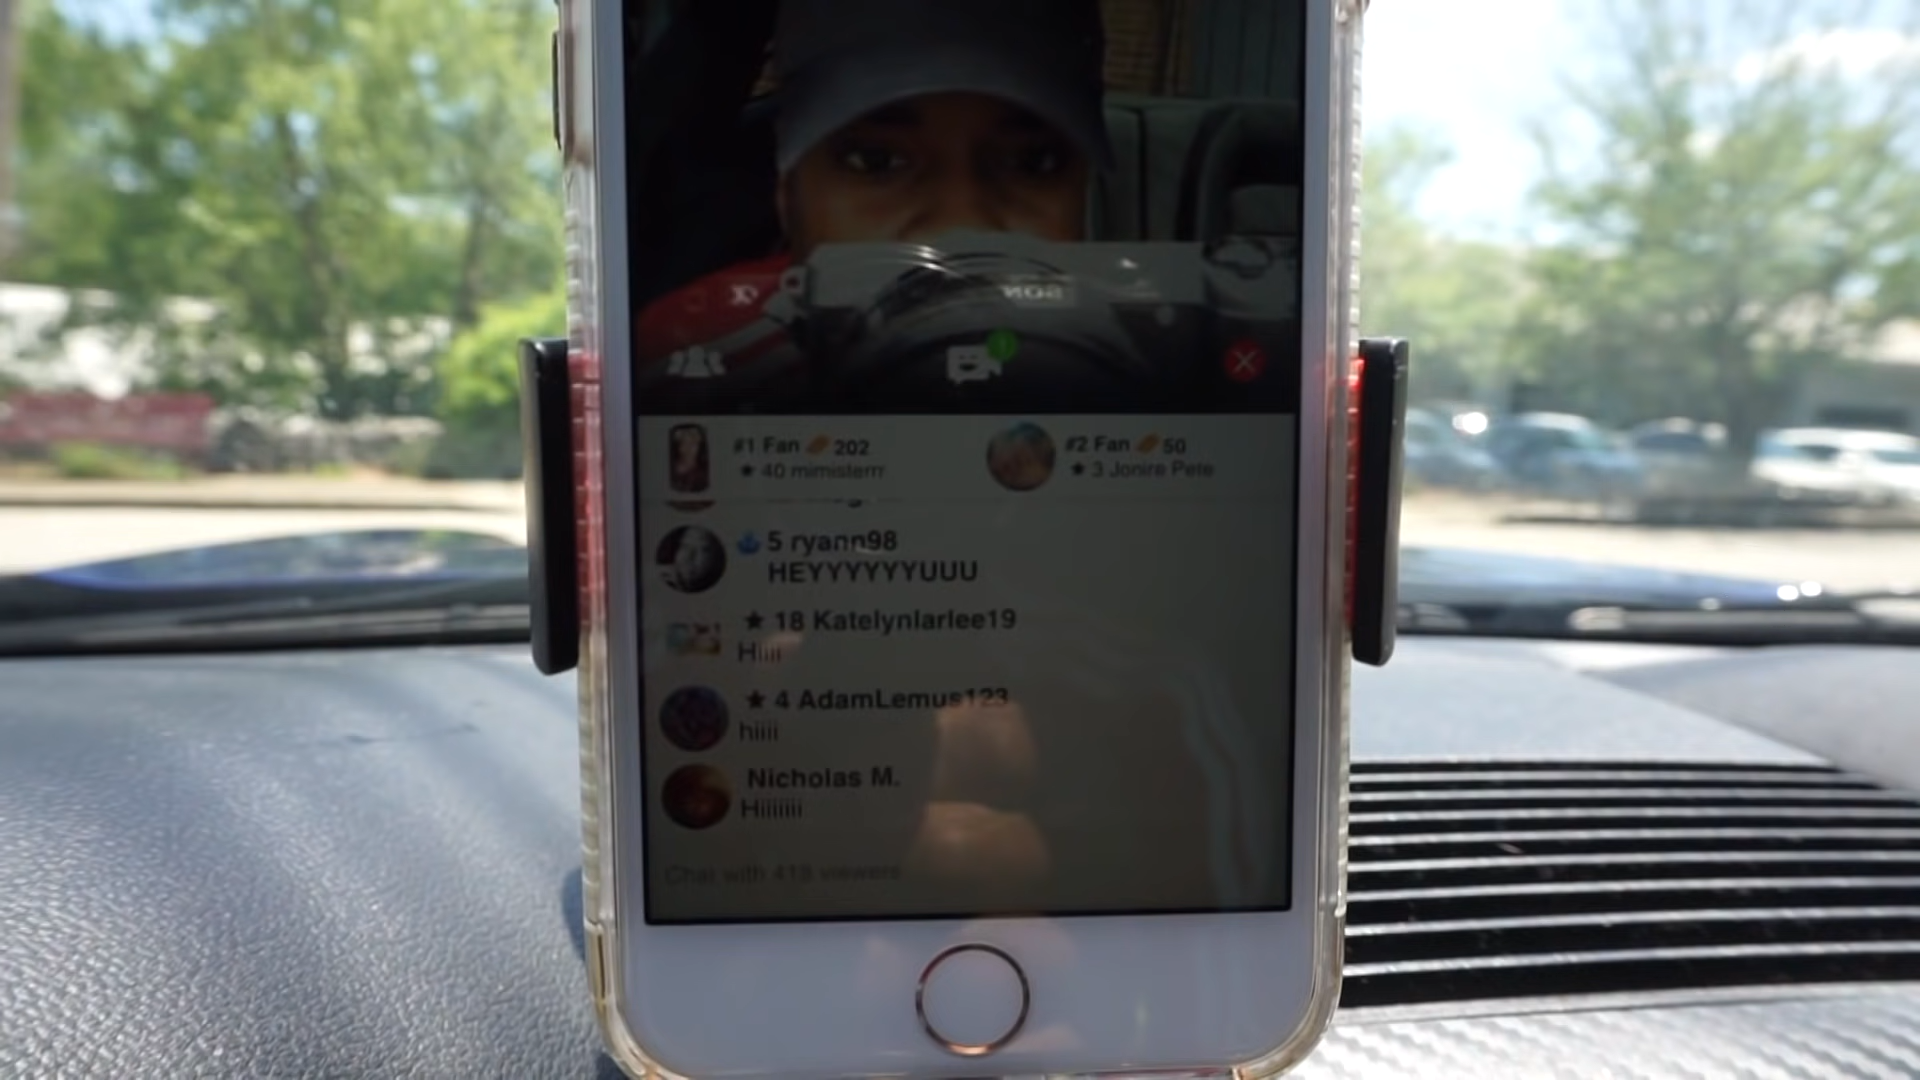 #1 Fan 202
★ 40 mimisterrr
#2 Fan 50
★ 3 Jonire Pete
5 ryann98
HEYYYYYYUUU
★ 18 Katelynlarlee19
Hiiii
★ 4 AdamLemus123
hiiii
Nicholas M.
Hiiiiiii
Chat with 418 viewers